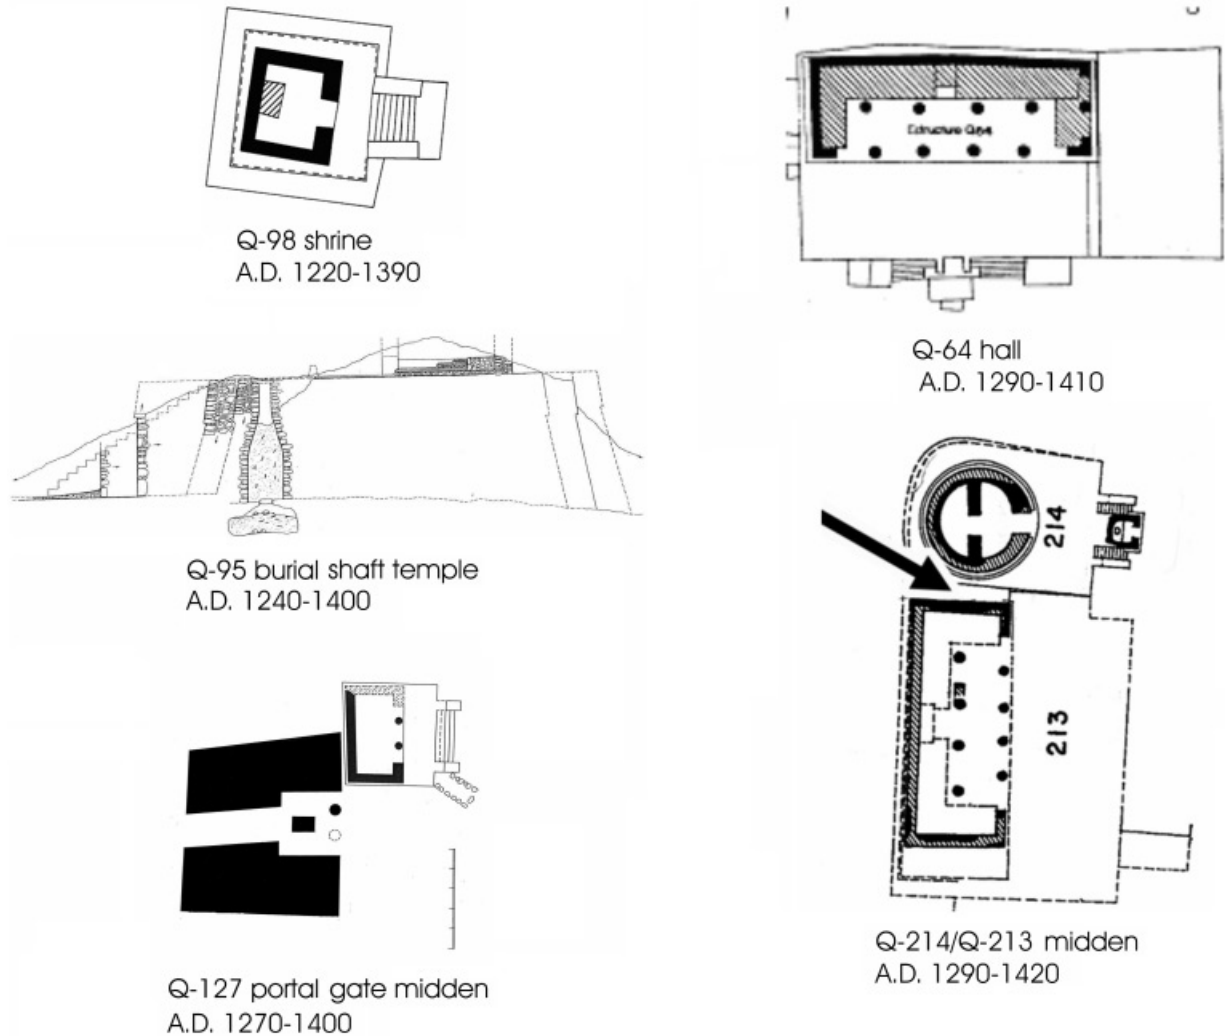 Q-98 shrine
A.D. 1220-1390
Q-95 burial shaft temple
A.D. 1240-1400
Q-127 portal gate midden
A.D. 1270-1400
Q-64 hall
A.D. 1290-1410
214
213
Q-214/Q-213 midden
A.D. 1290-1420